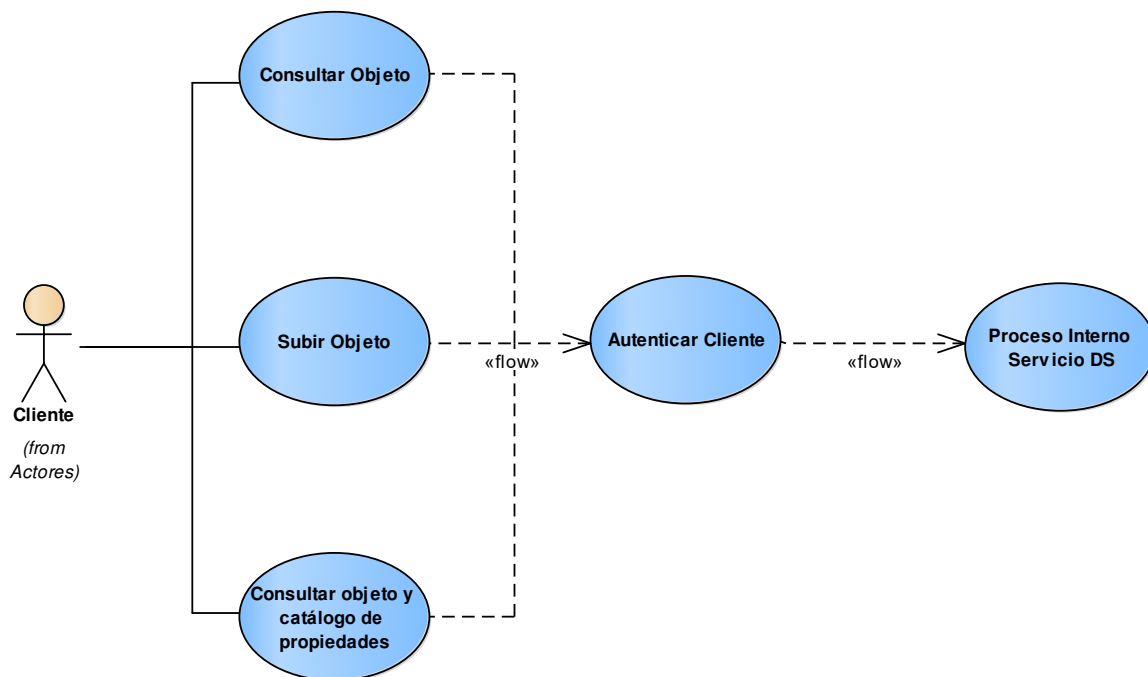 Consultar Objeto
Subir Objeto
«flow»
Autenticar Cliente
«flow»
Proceso Interno
Servicio DS
Cliente
(from
Actores)
Consultar objeto y
catálogo de
propiedades